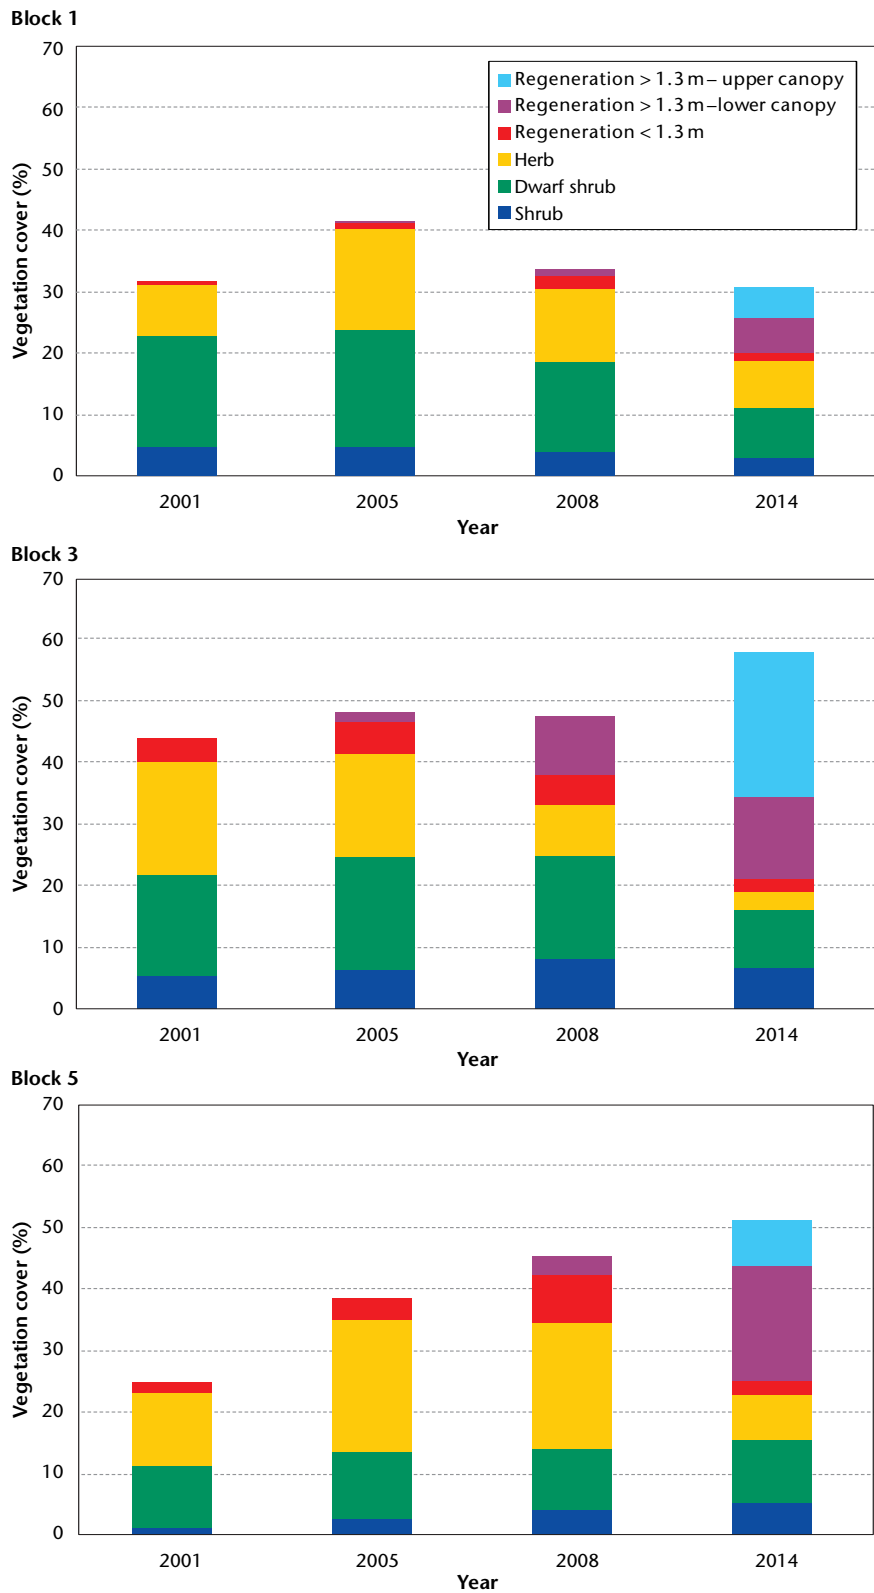 Block 1
70
60
50
40
30
20
10
0
Vegetation cover (%)
Regeneration > 1.3 m – upper canopy
Regeneration > 1.3 m –lower canopy
Regeneration < 1.3 m
Herb
Dwarf shrub
Shrub
2001 2005 2008 2014
Year
Block 3
70
60
50
40
30
20
10
0
Vegetation cover (%)
2001 2005 2008 2014
Year
Block 5
70
60
50
40
30
20
10
0
Vegetation cover (%)
2001 2005 2008 2014
Year